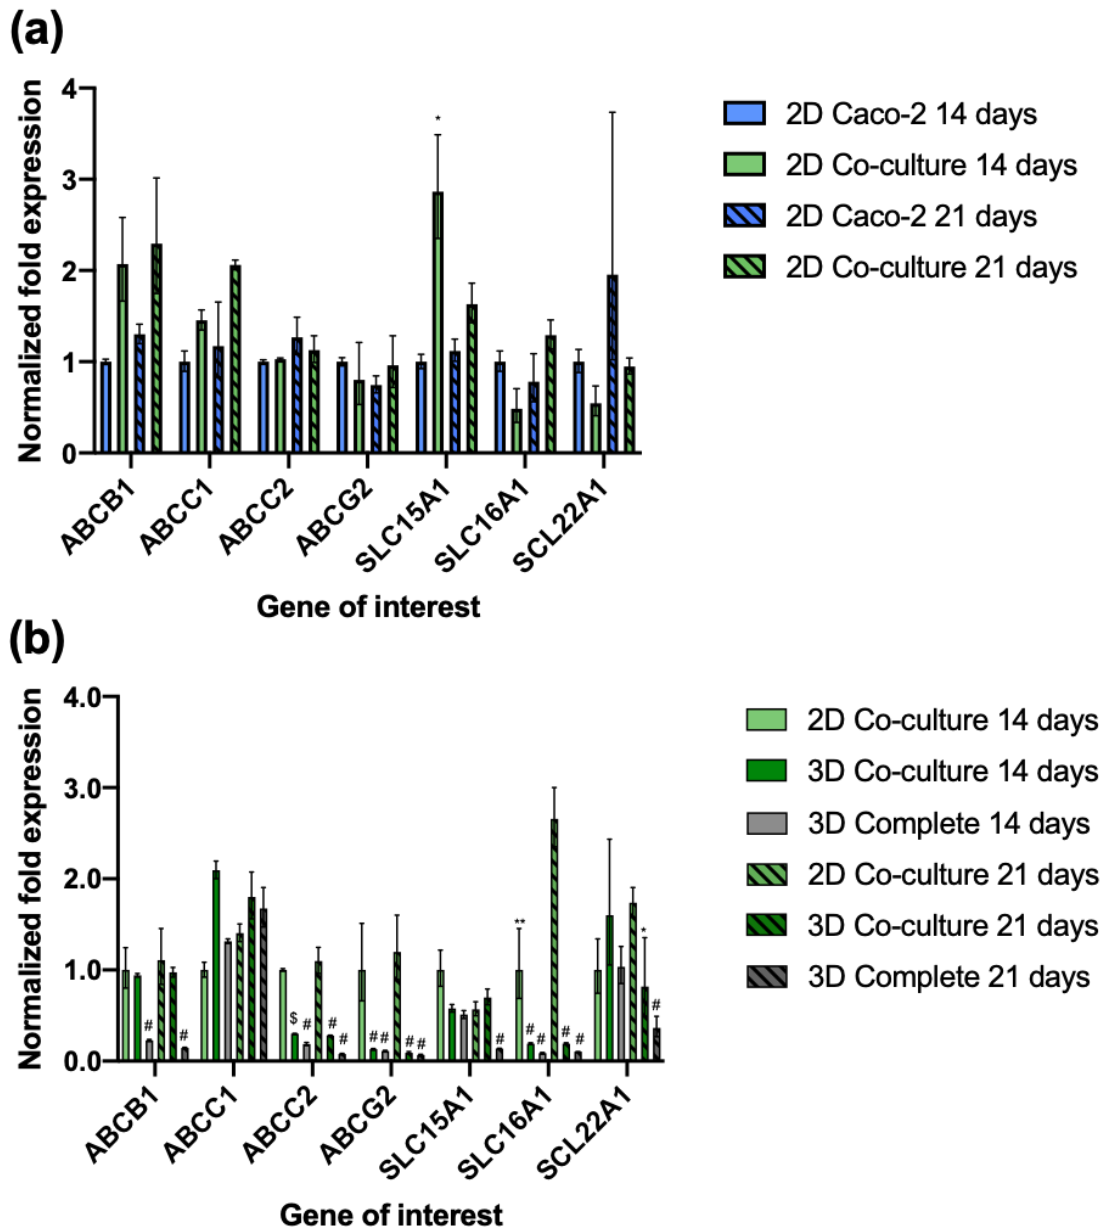 (a)
Normalized fold expression
4
3
2
1
0
*
ABCB1
ABCC1
ABCC2
ABCG2
SLC15A1
SLC16A1
SCL22A1
Gene of interest
2D Caco-2 14 days
2D Co-culture 14 days
2D Caco-2 21 days
2D Co-culture 21 days
(b)
Normalized fold expression
4.0
3.0
2.0
1.0
0.0
#
#
$
#
#
#
#
#
#
#
#
**
#
#
#
#
*
#
ABCB1
ABCC1
ABCC2
ABCG2
SLC15A1
SLC16A1
SCL22A1
Gene of interest
2D Co-culture 14 days
3D Co-culture 14 days
3D Complete 14 days
2D Co-culture 21 days
3D Co-culture 21 days
3D Complete 21 days